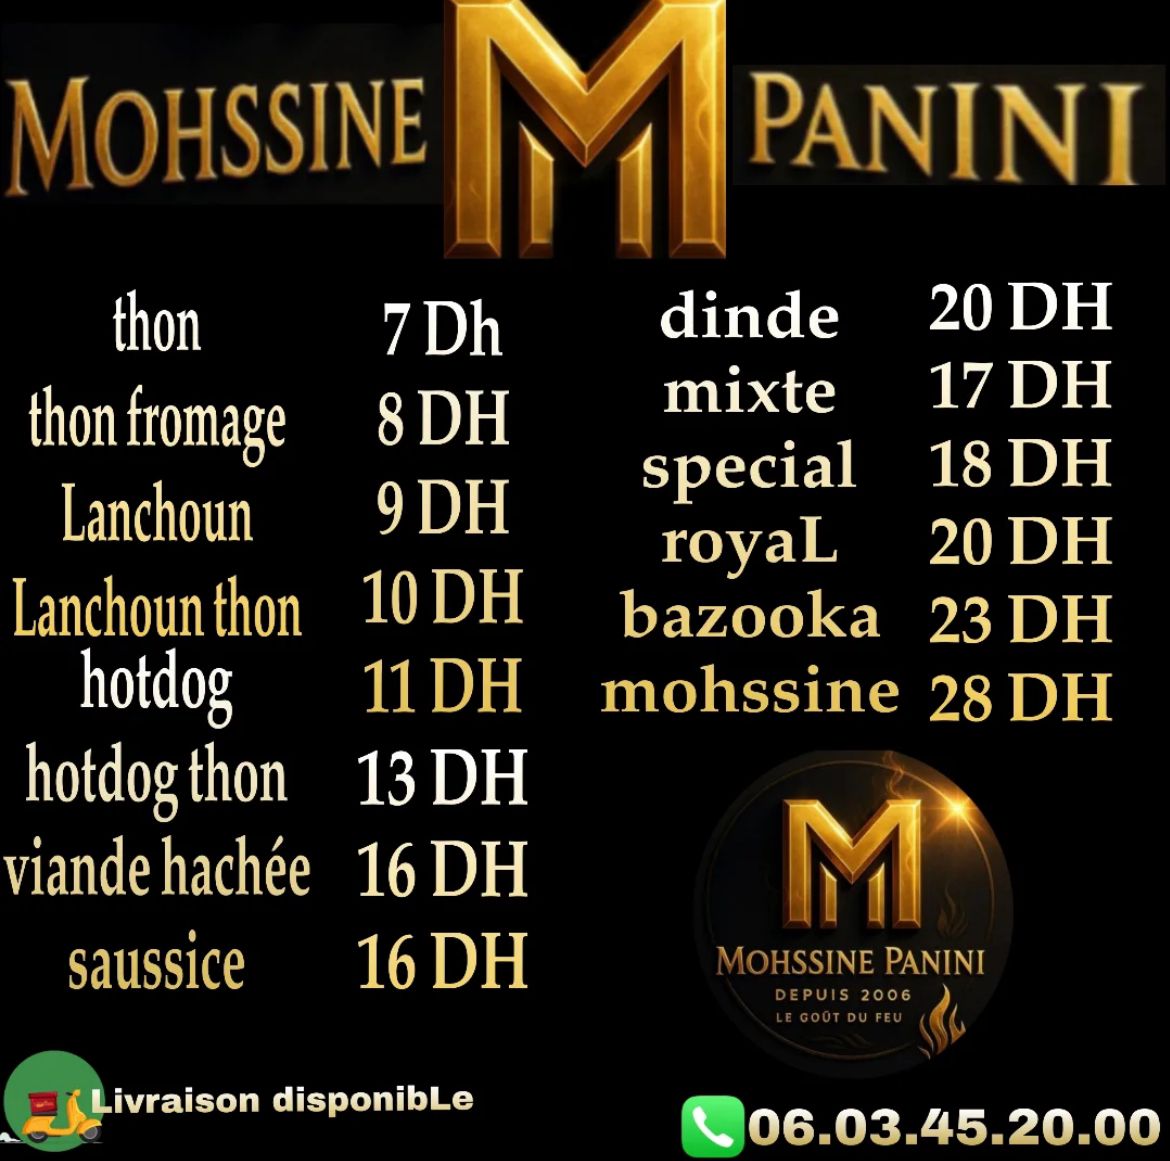 MOHSSINE M PANINI
thon 7 Dh
thon fromage 8 DH
Lanchoun 9 DH
Lanchoun thon 10 DH
hotdog 11 DH
hotdog thon 13 DH
viande hachée 16 DH
saussice 16 DH
dinde 20 DH
mixte 17 DH
special 18 DH
royaL 20 DH
bazooka 23 DH
mohssine 28 DH
M
MOHSSINE PANINI
DEPUIS 2006
LE GOÛT DU FEU
Livraison disponibLe
06.03.45.20.00